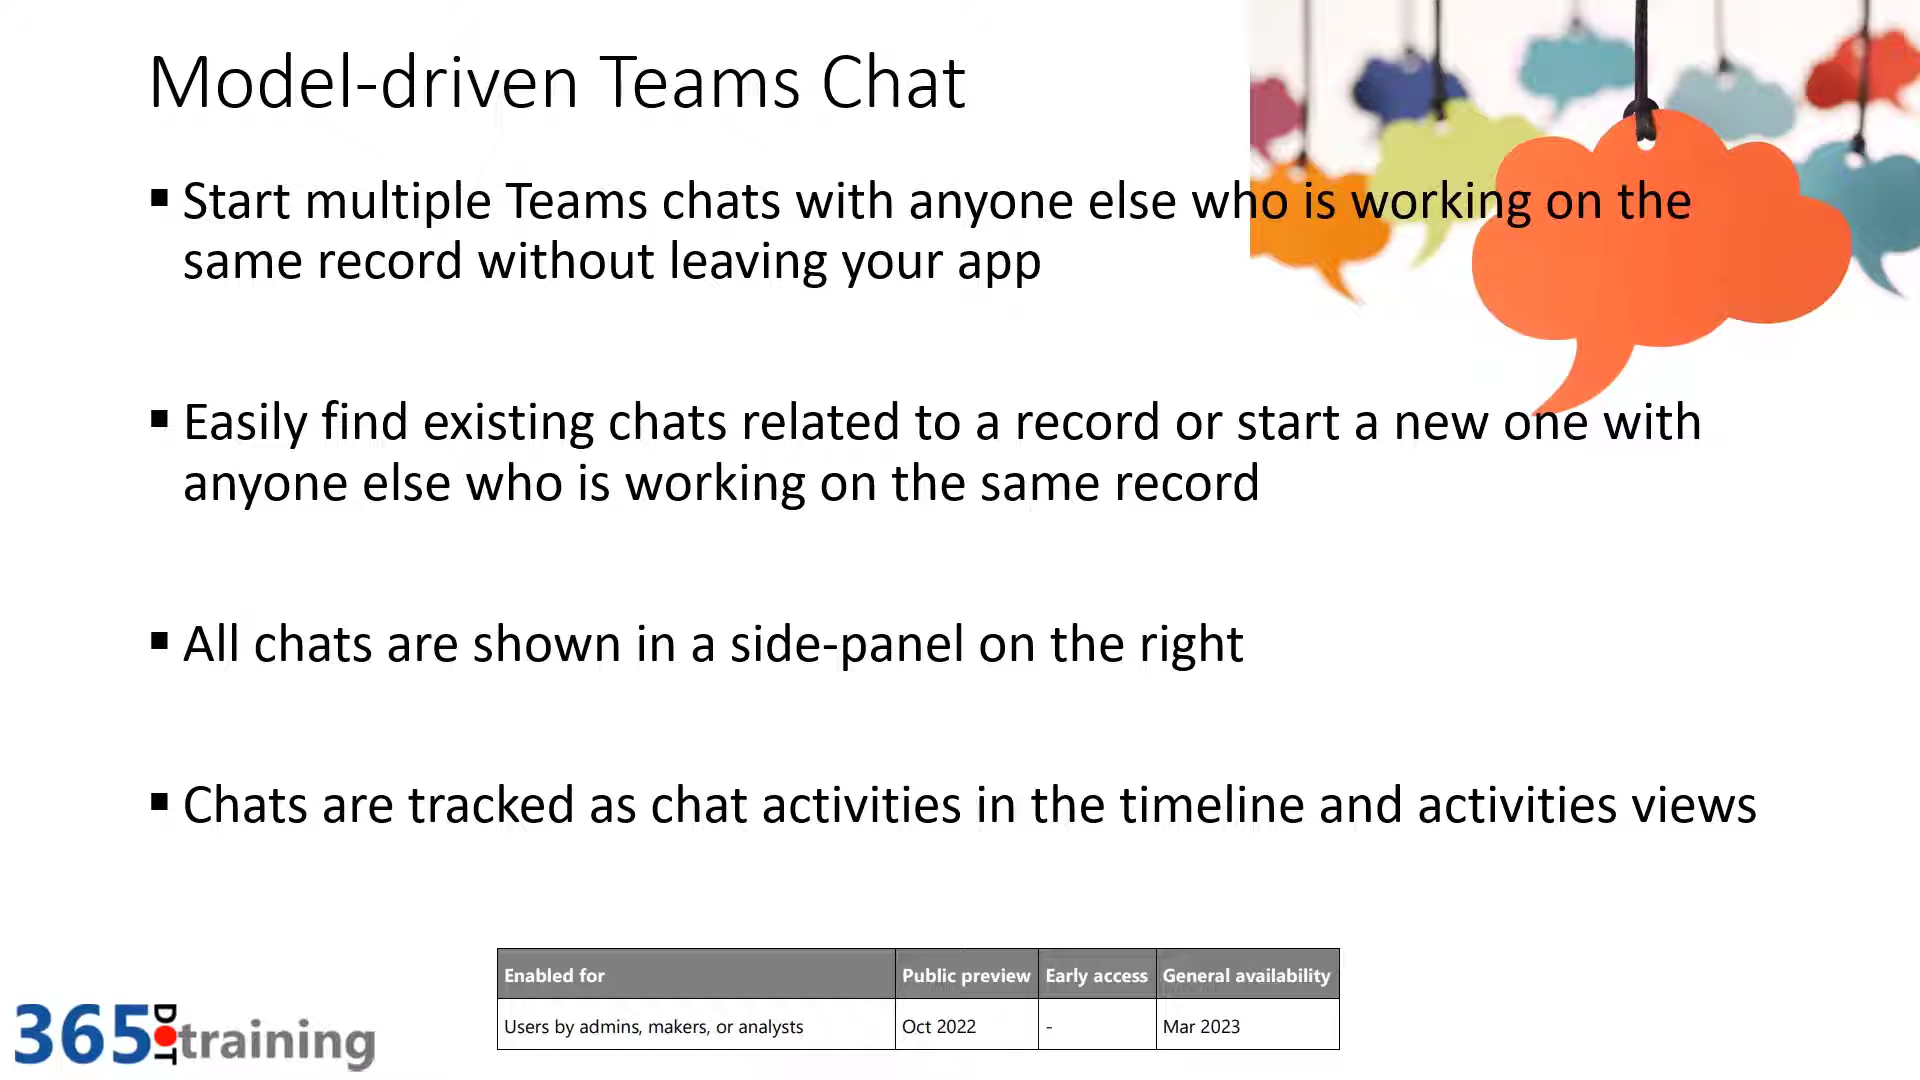 Model-driven Teams Chat
▪ Start multiple Teams chats with anyone else who is working on the
same record without leaving your app
▪ Easily find existing chats related to a record or start a new one with
anyone else who is working on the same record
▪ All chats are shown in a side-panel on the right
▪ Chats are tracked as chat activities in the timeline and activities views
Enabled for Public preview Early access General availability
Users by admins, makers, or analysts Oct 2022 - Mar 2023
365DOTtraining